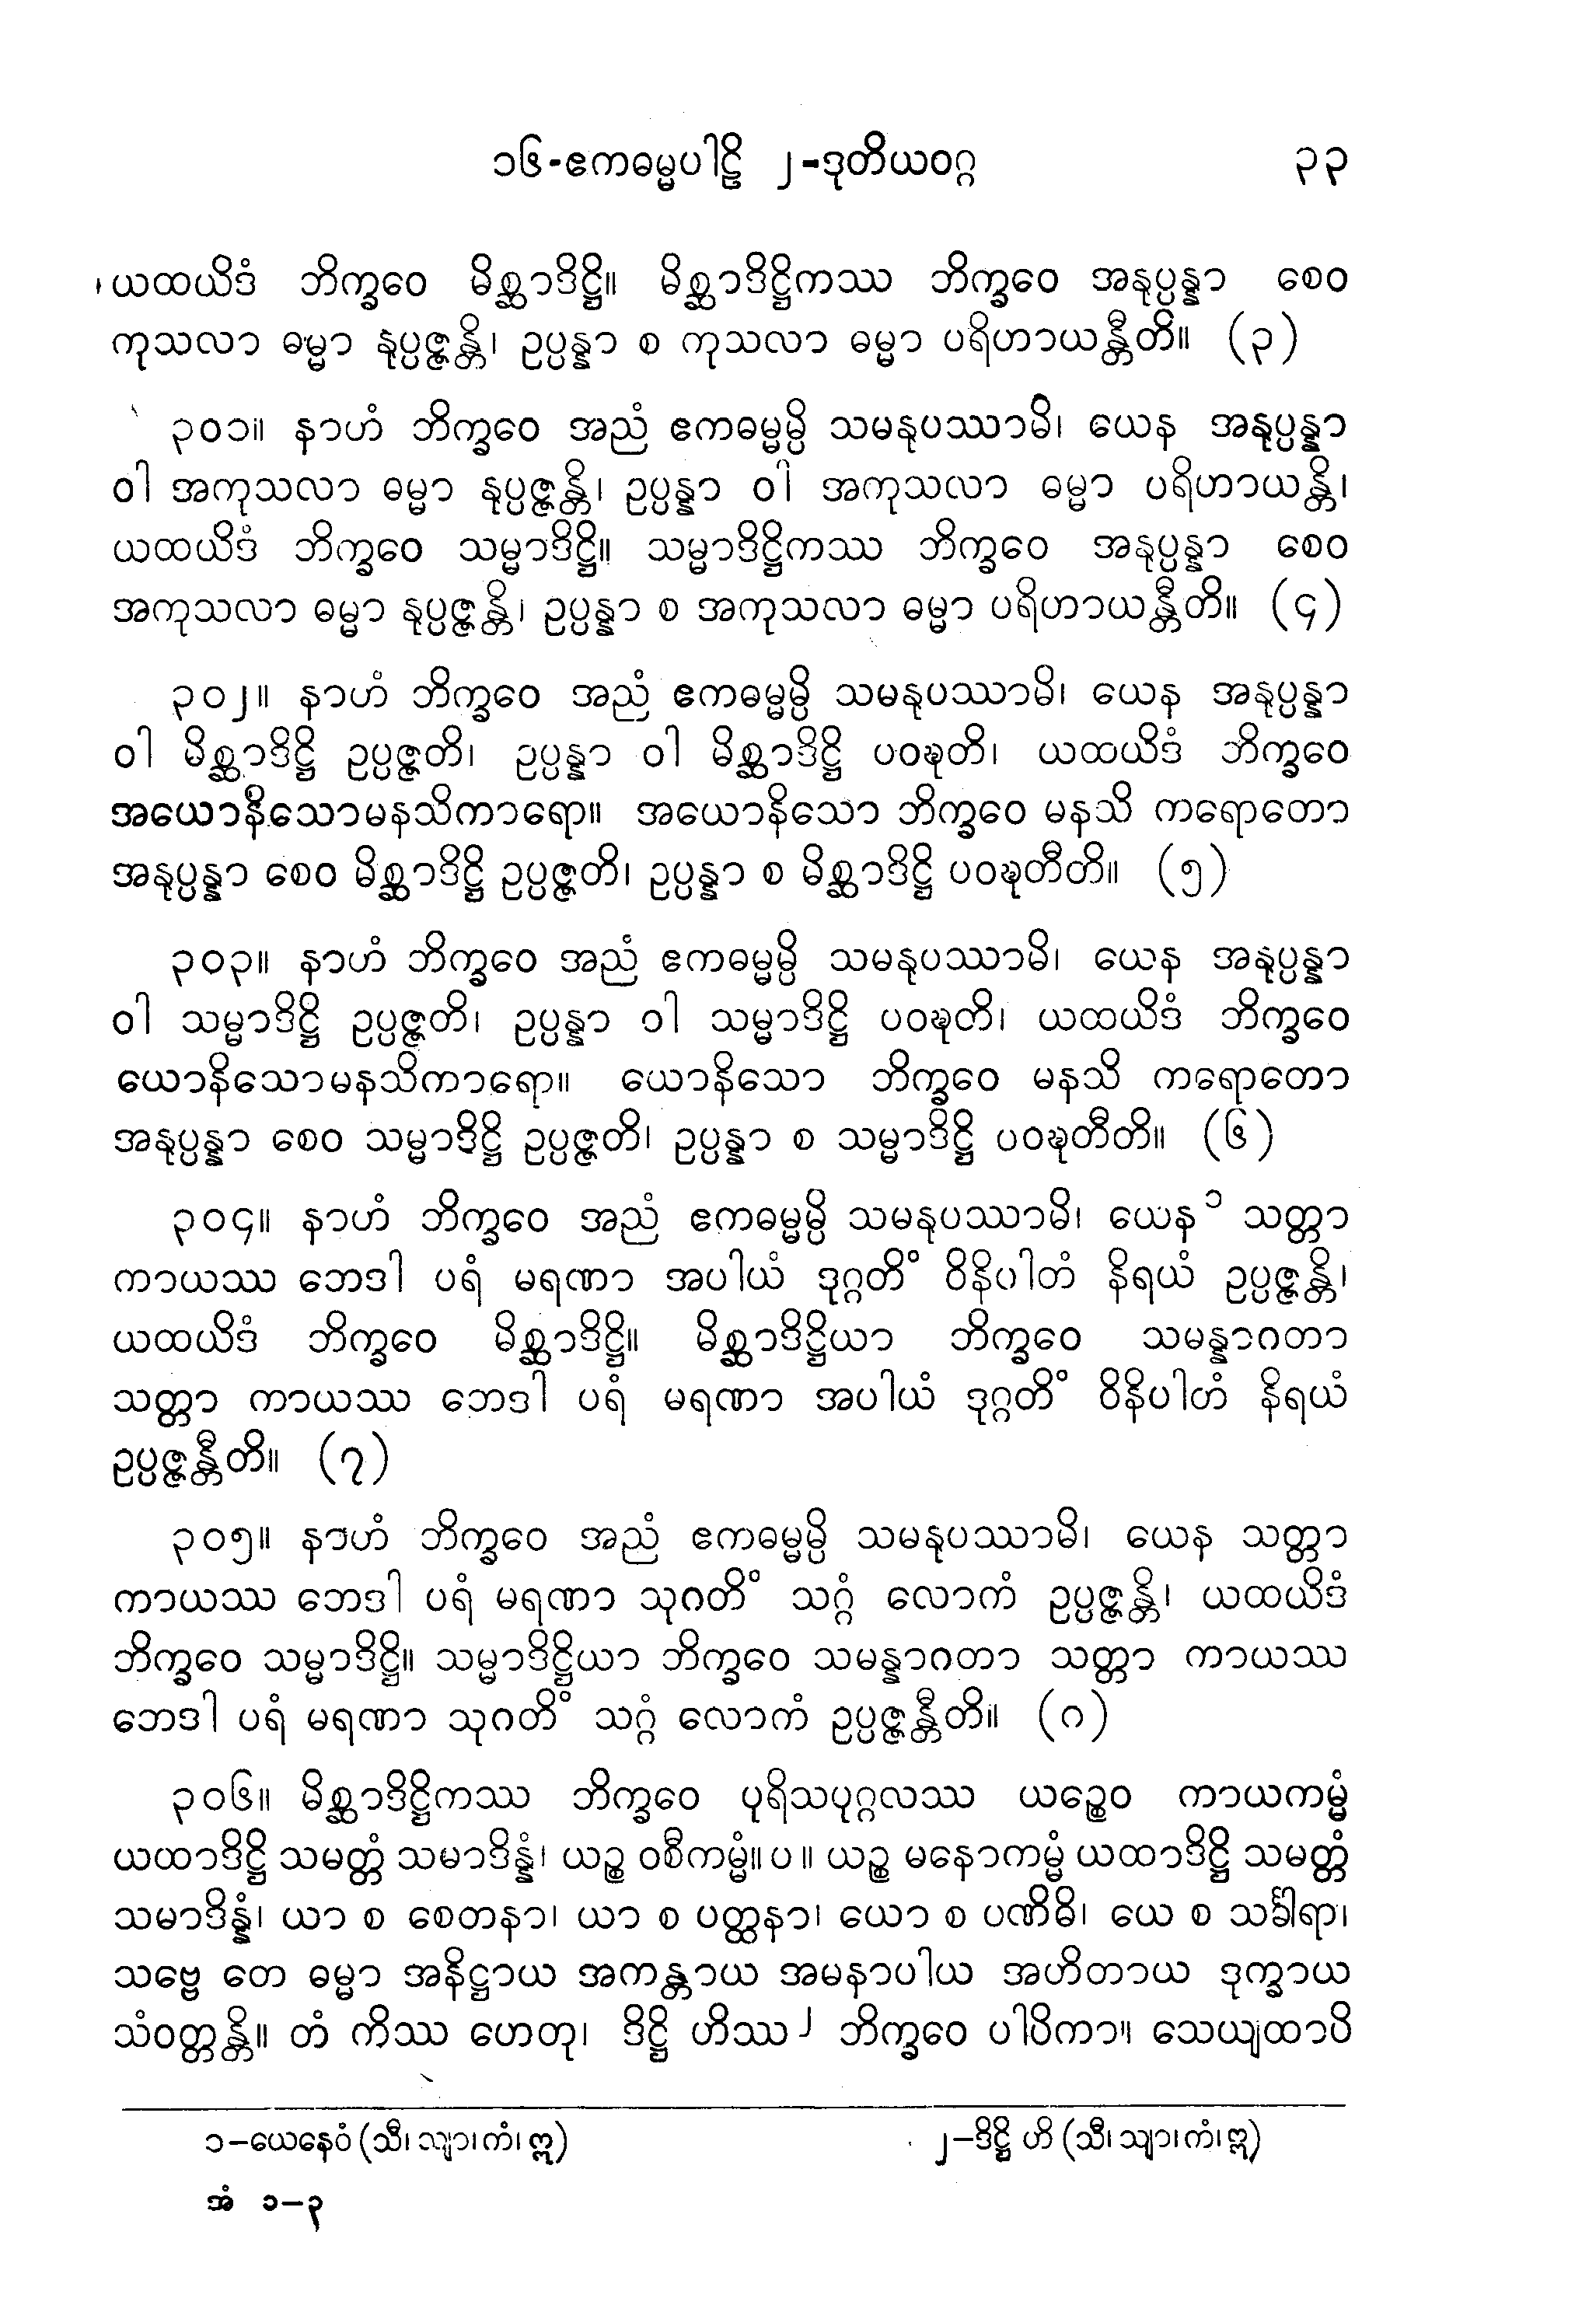 ၁၆-ဧကဓမ္မပါဠိ ၂-ဒုတိယဝဂ္ဂ ၃၃
ယထယိဒံ ဘိက္ခဝေ မိစ္ဆာဒိဋ္ဌိ။ မိစ္ဆာဒိဋ္ဌိကဿ ဘိက္ခဝေ အနုပ္ပန္နာ စေဝ
ကုသလာ ဓမ္မာ နုပ္ပဇ္ဇန္တိ၊ ဥပ္ပန္နာ စ ကုသလာ ဓမ္မာ ပရိဟာယန္တီတိ။ (၃)
၃၀၁။ နာဟံ ဘိက္ခဝေ အညံ ဧကဓမ္မမ္ပိ သမနုပဿာမိ၊ ယေန အနုပ္ပန္နာ
ဝါ အကုသလာ ဓမ္မာ နုပ္ပဇ္ဇန္တိ၊ ဥပ္ပန္နာ ဝါ အကုသလာ ဓမ္မာ ပရိဟာယန္တိ၊
ယထယိဒံ ဘိက္ခဝေ သမ္မာဒိဋ္ဌိ။ သမ္မာဒိဋ္ဌိကဿ ဘိက္ခဝေ အနုပ္ပန္နာ စေဝ
အကုသလာ ဓမ္မာ နုပ္ပဇ္ဇန္တိ၊ ဥပ္ပန္နာ စ အကုသလာ ဓမ္မာ ပရိဟာယန္တီတိ။ (၄)
၃၀၂။ နာဟံ ဘိက္ခဝေ အညံ ဧကဓမ္မမ္ပိ သမနုပဿာမိ၊ ယေန အနုပ္ပန္နာ
ဝါ မိစ္ဆာဒိဋ္ဌိ ဥပ္ပဇ္ဇတိ၊ ဥပ္ပန္နာ ဝါ မိစ္ဆာဒိဋ္ဌိ ပဝဍ္ဎတိ၊ ယထယိဒံ ဘိက္ခဝေ
အယောနိသောမနသိကာရော။ အယောနိသော ဘိက္ခဝေ မနသိ ကရောတော
အနုပ္ပန္နာ စေဝ မိစ္ဆာဒိဋ္ဌိ ဥပ္ပဇ္ဇတိ၊ ဥပ္ပန္နာ စ မိစ္ဆာဒိဋ္ဌိ ပဝဍ္ဎတီတိ။ (၅)
၃၀၃။ နာဟံ ဘိက္ခဝေ အညံ ဧကဓမ္မမ္ပိ သမနုပဿာမိ၊ ယေန အနုပ္ပန္နာ
ဝါ သမ္မာဒိဋ္ဌိ ဥပ္ပဇ္ဇတိ၊ ဥပ္ပန္နာ ဝါ သမ္မာဒိဋ္ဌိ ပဝဍ္ဎတိ၊ ယထယိဒံ ဘိက္ခဝေ
ယောနိသောမနသိကာရော။ ယောနိသော ဘိက္ခဝေ မနသိ ကရောတော
အနုပ္ပန္နာ စေဝ သမ္မာဒိဋ္ဌိ ဥပ္ပဇ္ဇတိ၊ ဥပ္ပန္နာ စ သမ္မာဒိဋ္ဌိ ပဝဍ္ဎတီတိ။ (၆)
၃၀၄။ နာဟံ ဘိက္ခဝေ အညံ ဧကဓမ္မမ္ပိ သမနုပဿာမိ၊ ယေန၁ သတ္တာ
ကာယဿ ဘေဒါ ပရံ မရဏာ အပါယံ ဒုဂ္ဂတိံ ဝိနိပါတံ နိရယံ ဥပ္ပဇ္ဇန္တိ၊
ယထယိဒံ ဘိက္ခဝေ မိစ္ဆာဒိဋ္ဌိ။ မိစ္ဆာဒိဋ္ဌိယာ ဘိက္ခဝေ သမန္နာဂတာ
သတ္တာ ကာယဿ ဘေဒါ ပရံ မရဏာ အပါယံ ဒုဂ္ဂတိံ ဝိနိပါတံ နိရယံ
ဥပ္ပဇ္ဇန္တီတိ။ (၇)
၃၀၅။ နာဟံ ဘိက္ခဝေ အညံ ဧကဓမ္မမ္ပိ သမနုပဿာမိ၊ ယေန သတ္တာ
ကာယဿ ဘေဒါ ပရံ မရဏာ သုဂတိံ သဂ္ဂံ လောကံ ဥပ္ပဇ္ဇန္တိ၊ ယထယိဒံ
ဘိက္ခဝေ သမ္မာဒိဋ္ဌိ။ သမ္မာဒိဋ္ဌိယာ ဘိက္ခဝေ သမန္နာဂတာ သတ္တာ ကာယဿ
ဘေဒါ ပရံ မရဏာ သုဂတိံ သဂ္ဂံ လောကံ ဥပ္ပဇ္ဇန္တီတိ။ (၈)
၃၀၆။ မိစ္ဆာဒိဋ္ဌိကဿ ဘိက္ခဝေ ပုရိသပုဂ္ဂလဿ ယဉ္စေဝ ကာယကမ္မံ
ယထာဒိဋ္ဌိ သမတ္တံ သမာဒိန္နံ၊ ယဉ္စ ဝစီကမ္မံ။ပ။ ယဉ္စ မနောကမ္မံ ယထာဒိဋ္ဌိ သမတ္တံ
သမာဒိန္နံ၊ ယာ စ စေတနာ၊ ယာ စ ပတ္ထနာ၊ ယော စ ပဏိဓိ၊ ယေ စ သင်္ခါရာ၊
သဗ္ဗေ တေ ဓမ္မာ အနိဋ္ဌာယ အကန္တာယ အမနာပါယ အဟိတာယ ဒုက္ခာယ
သံဝတ္တန္တိ။ တံ ကိဿ ဟေတု၊ ဒိဋ္ဌိ ဟိဿ၂ ဘိက္ခဝေ ပါပိကာ။ သေယျထာပိ
၁-ယေနေဝံ (သီ၊ သျာ၊ ကံ၊ ဣ) ၂-ဒိဋ္ဌိ ဟိ (သီ၊ သျာ၊ ကံ၊ ဣ)
အံ ၁-၃